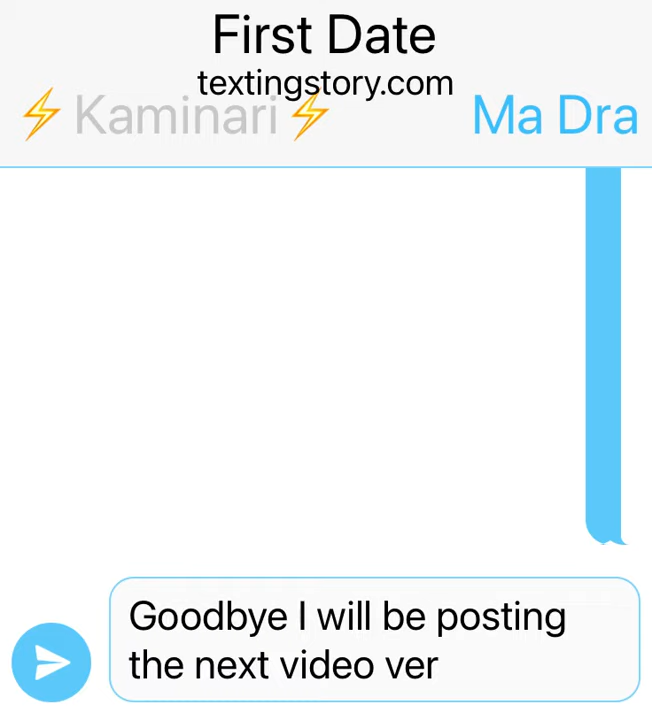 First Date
textingstory.com
⚡ Kaminari ⚡ Ma Dra
Goodbye I will be posting
the next video ver